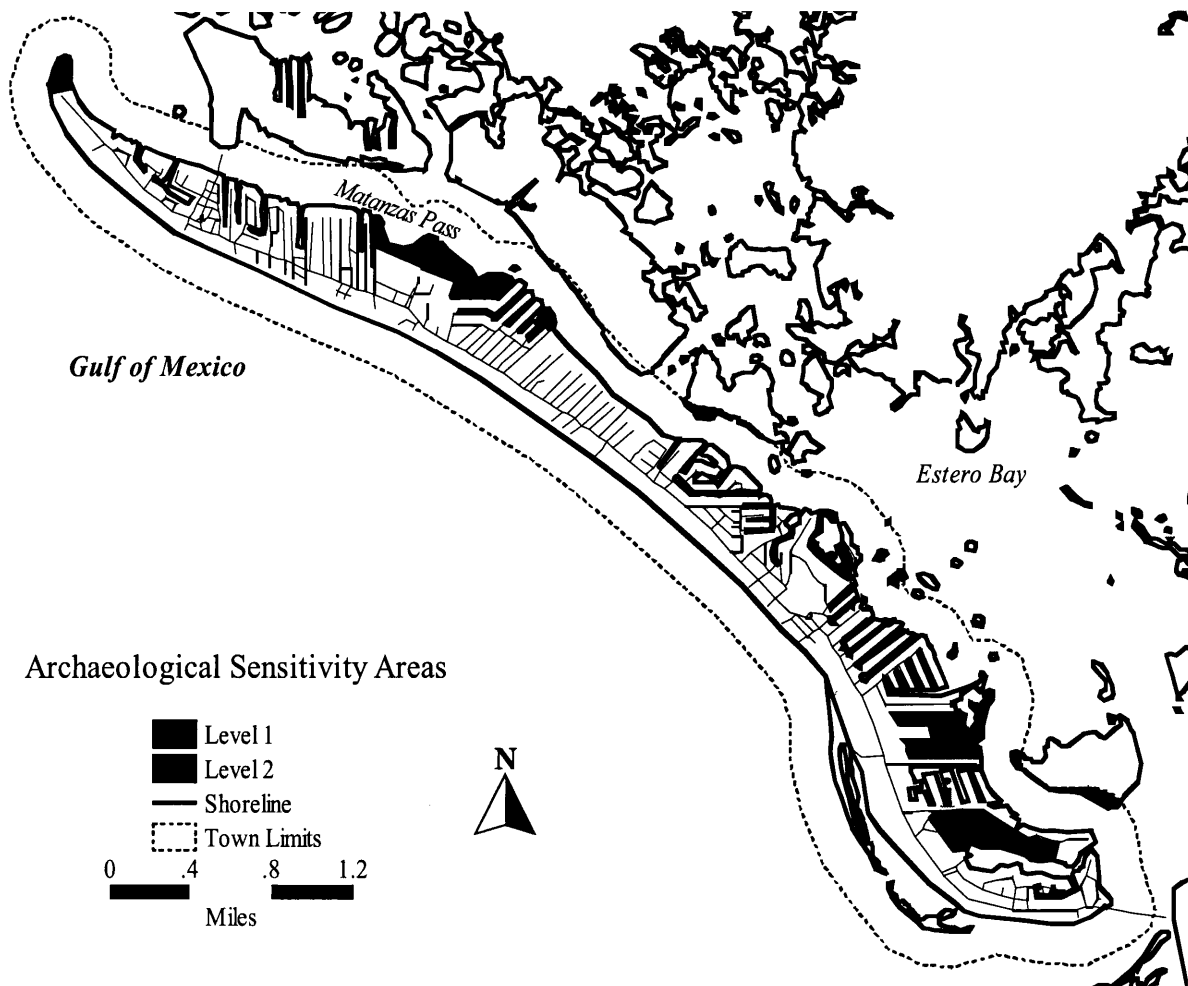 Matanzas Pass
Gulf of Mexico
Estero Bay
Archaeological Sensitivity Areas
Level 1
Level 2
Shoreline
Town Limits
0 .4 .8 1.2
Miles
N